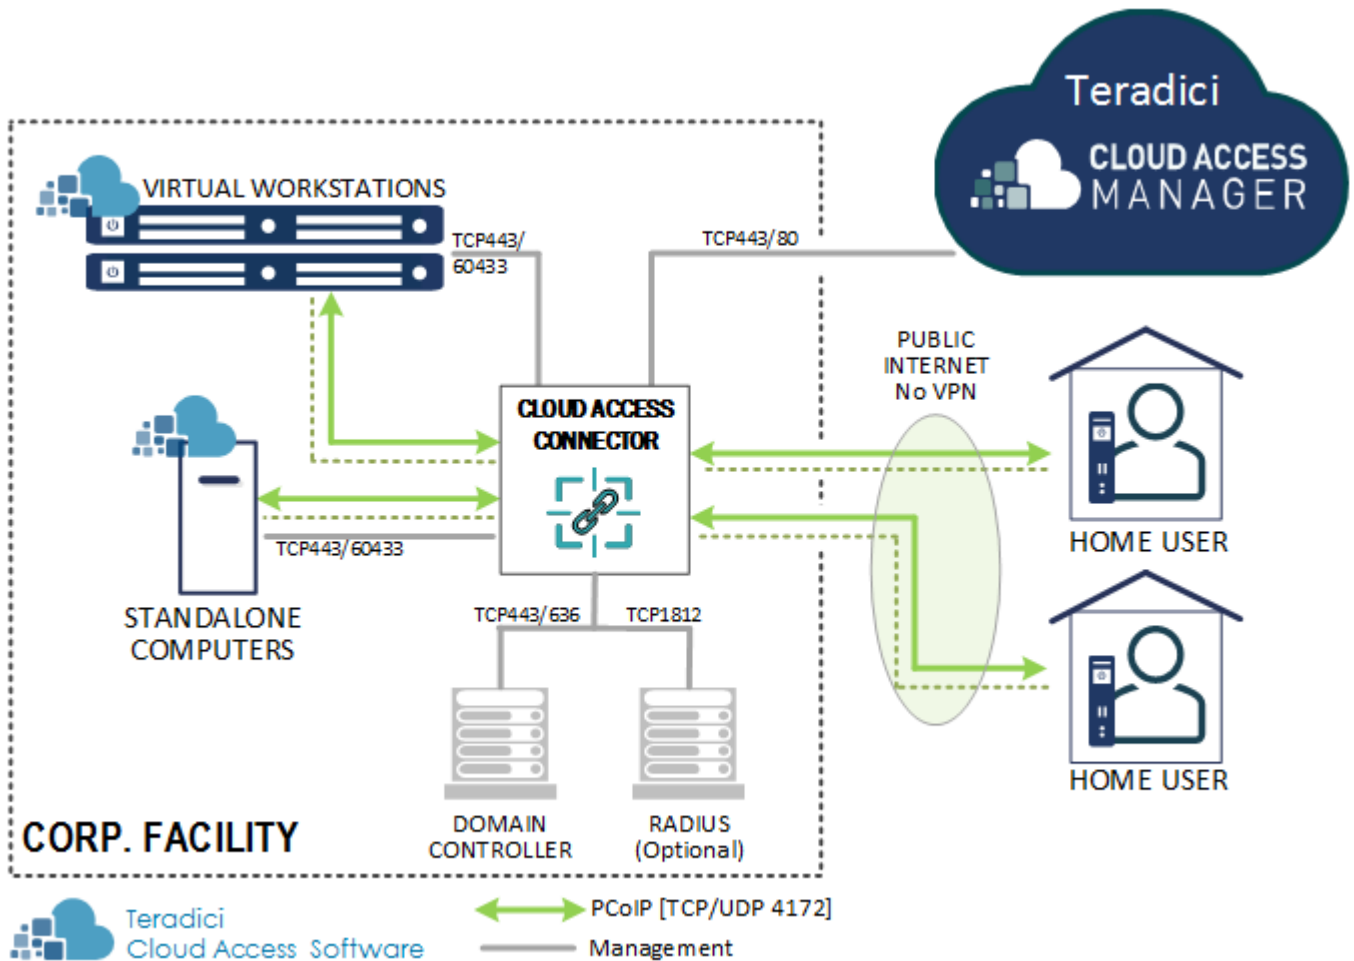 Teradici
CLOUD ACCESS
MANAGER
VIRTUAL WORKSTATIONS
TCP443/
60433
TCP443/80
PUBLIC
INTERNET
No VPN
CLOUD ACCESS
CONNECTOR
HOME USER
TCP443/60433
STANDALONE
COMPUTERS
TCP443/636
TCP1812
HOME USER
DOMAIN
CONTROLLER
RADIUS
(Optional)
CORP. FACILITY
Teradici
Cloud Access Software
PCoIP [TCP/UDP 4172]
Management